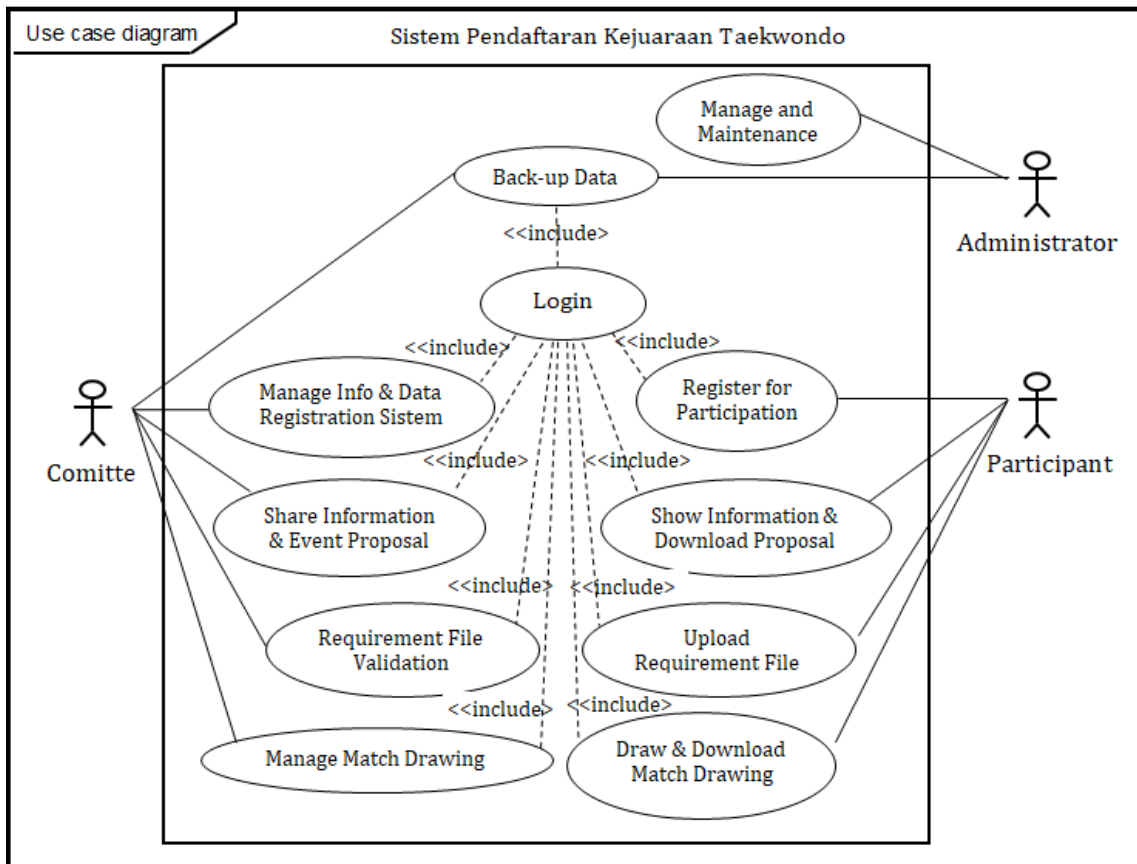 Use case diagram
Sistem Pendaftaran Kejuaraan Taekwondo
Manage and
Maintenance
Back-up Data
Administrator
<<include>
Login
<<include>
<<include>
Manage Info & Data
Registration Sistem
Register for
Participation
Comitte
Participant
<<include>
<<include>
Share Information
& Event Proposal
Show Information &
Download Proposal
<<include>
<<include>
Requirement File
Validation
Upload
Requirement File
<<include>
<<include>
Manage Match Drawing
Draw & Download
Match Drawing